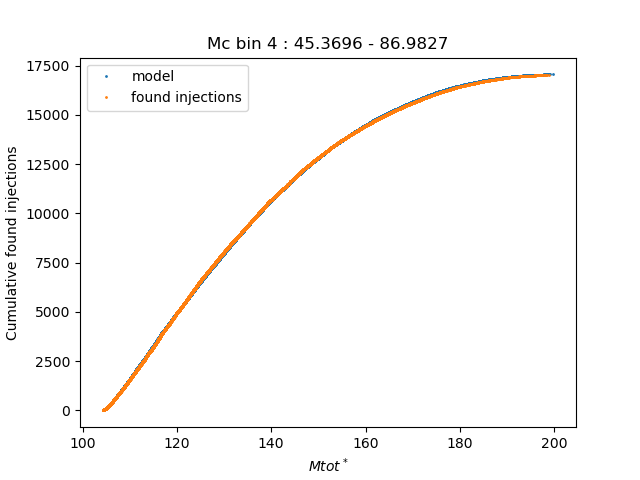 Mc bin 4 : 45.3696 - 86.9827
model
found injections
Cumulative found injections
17500
15000
12500
10000
7500
5000
2500
0
100 120 140 160 180 200
Mtot*